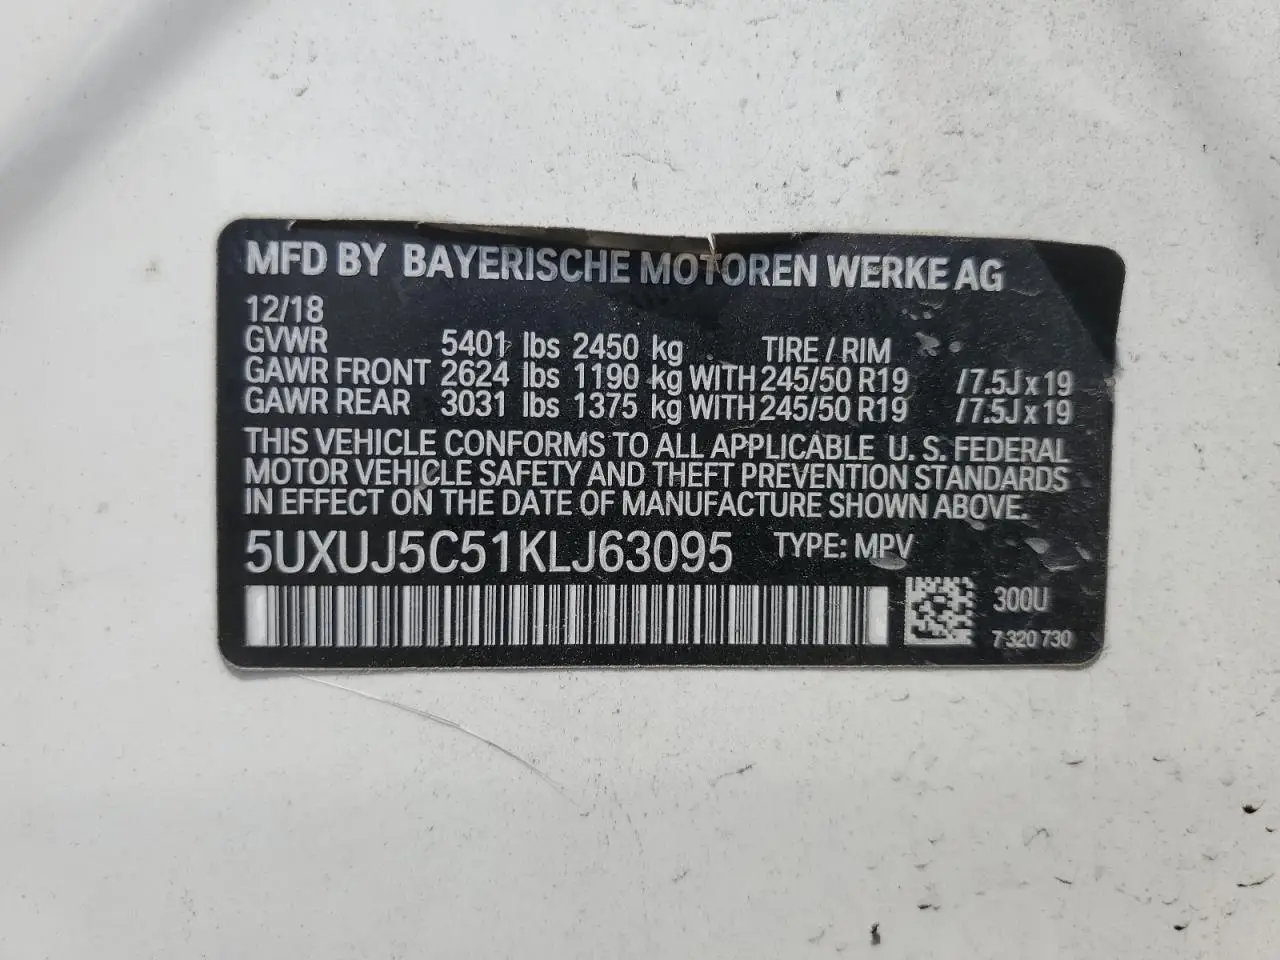 MFD BY BAYERISCHE MOTOREN WERKE AG
12/18
GVWR 5401 lbs 2450 kg TIRE / RIM
GAWR FRONT 2624 lbs 1190 kg WITH 245/50 R19 /7.5J x 19
GAWR REAR 3031 lbs 1375 kg WITH 245/50 R19 /7.5J x 19
THIS VEHICLE CONFORMS TO ALL APPLICABLE U. S. FEDERAL
MOTOR VEHICLE SAFETY AND THEFT PREVENTION STANDARDS
IN EFFECT ON THE DATE OF MANUFACTURE SHOWN ABOVE.
5UXUJ5C51KLJ63095 TYPE: MPV
300U
7 320 730